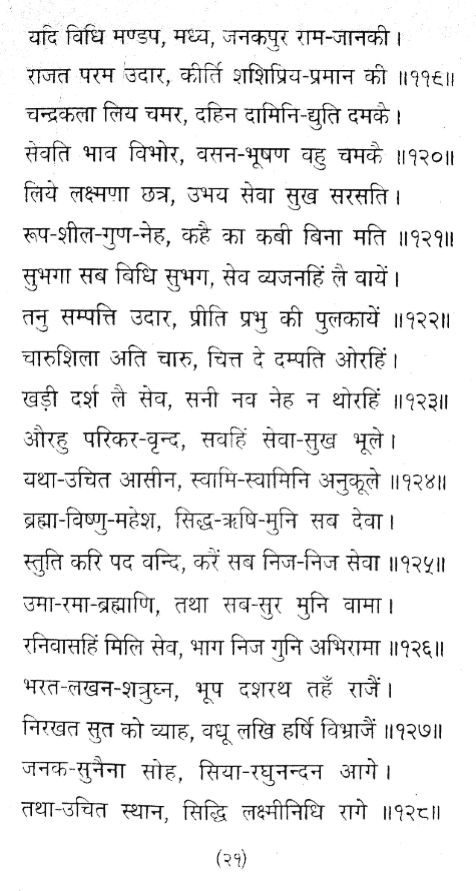 यदि विधि मण्डप, मध्य, जनकपुर राम-जानकी ।
राजत परम उदार, कीर्ति शशिप्रिय-प्रमान की ॥११९॥
चन्द्रकला लिय चमर, दहिन दामिनि-द्युति दमकै ।
सेवति भाव विभोर, वसन-भूषण वहु चमकै ॥१२०॥
लिये लक्ष्मणा छत्र, उभय सेवा सुख सरसति ।
रूप-शील-गुण-नेह, कहै का कबी बिना मति ॥१२१॥
सुभगा सब विधि सुभग, सेव व्यजनहिं लै वायें ।
तनु सम्पत्ति उदार, प्रीति प्रभु की पुलकायें ॥१२२॥
चारुशिला अति चारु, चित्त दे दम्पति ओरहिं ।
खड़ी दर्श लै सेव, सनी नव नेह न थोरहिं ॥१२३॥
औरहु परिकर-वृन्द, सवहिं सेवा-सुख भूले ।
यथा-उचित आसीन, स्वामि-स्वामिनि अनुकूले ॥१२४॥
ब्रह्मा-विष्णु-महेश, सिद्ध-ऋषि-मुनि सब देवा ।
स्तुति करि पद वन्दि, करैं सब निज-निज सेवा ॥१२५॥
उमा-रमा-ब्रह्माणि, तथा सब-सुर मुनि वामा ।
रनिवासहिं मिलि सेव, भाग निज गुनि अभिरामा ॥१२६॥
भरत-लखन-शत्रुघ्न, भूप दशरथ तहँ राजैं ।
निरखत सुत को व्याह, वधू लखि हर्षि विभ्राजैं ॥१२७॥
जनक-सुनैना सोह, सिया-रघुनन्दन आगे ।
तथा-उचित स्थान, सिद्धि लक्ष्मीनिधि रागे ॥१२८॥
(२१)